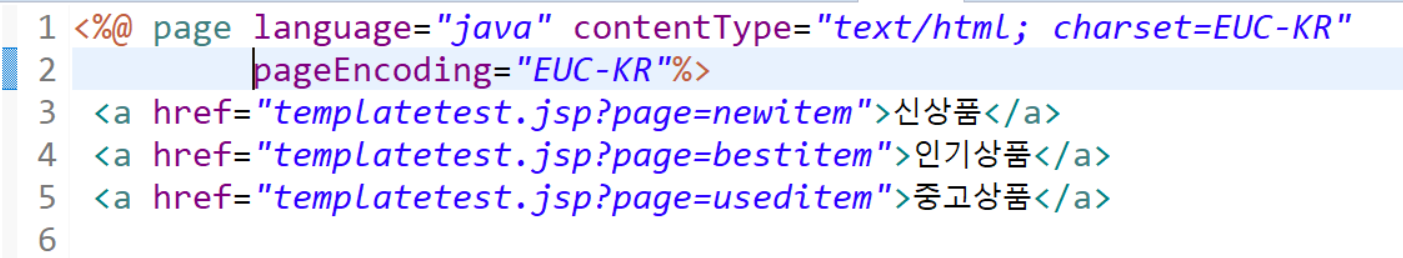 1 <%@ page language="java" contentType="text/html; charset=EUC-KR"
2 pageEncoding="EUC-KR"%>
3 <a href="templatetest.jsp?page=newitem">신상품</a>
4 <a href="templatetest.jsp?page=bestitem">인기상품</a>
5 <a href="templatetest.jsp?page=useditem">중고상품</a>
6